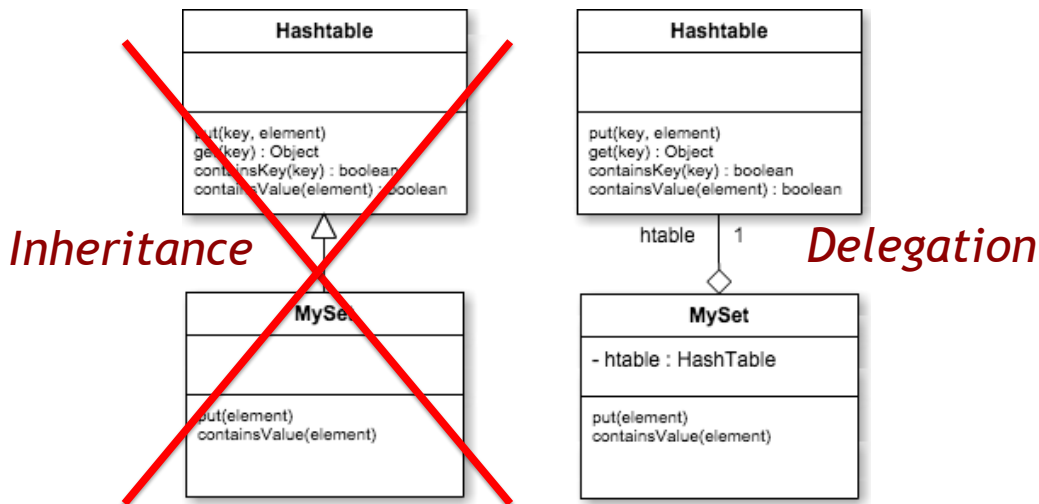 Hashtable
put(key, element)
get(key) : Object
containsKey(key) : boolean
containsValue(element) : boolean
Inheritance
MySet
put(element)
containsValue(element)
Hashtable
put(key, element)
get(key) : Object
containsKey(key) : boolean
containsValue(element) : boolean
htable 1
Delegation
MySet
- htable : HashTable
put(element)
containsValue(element)